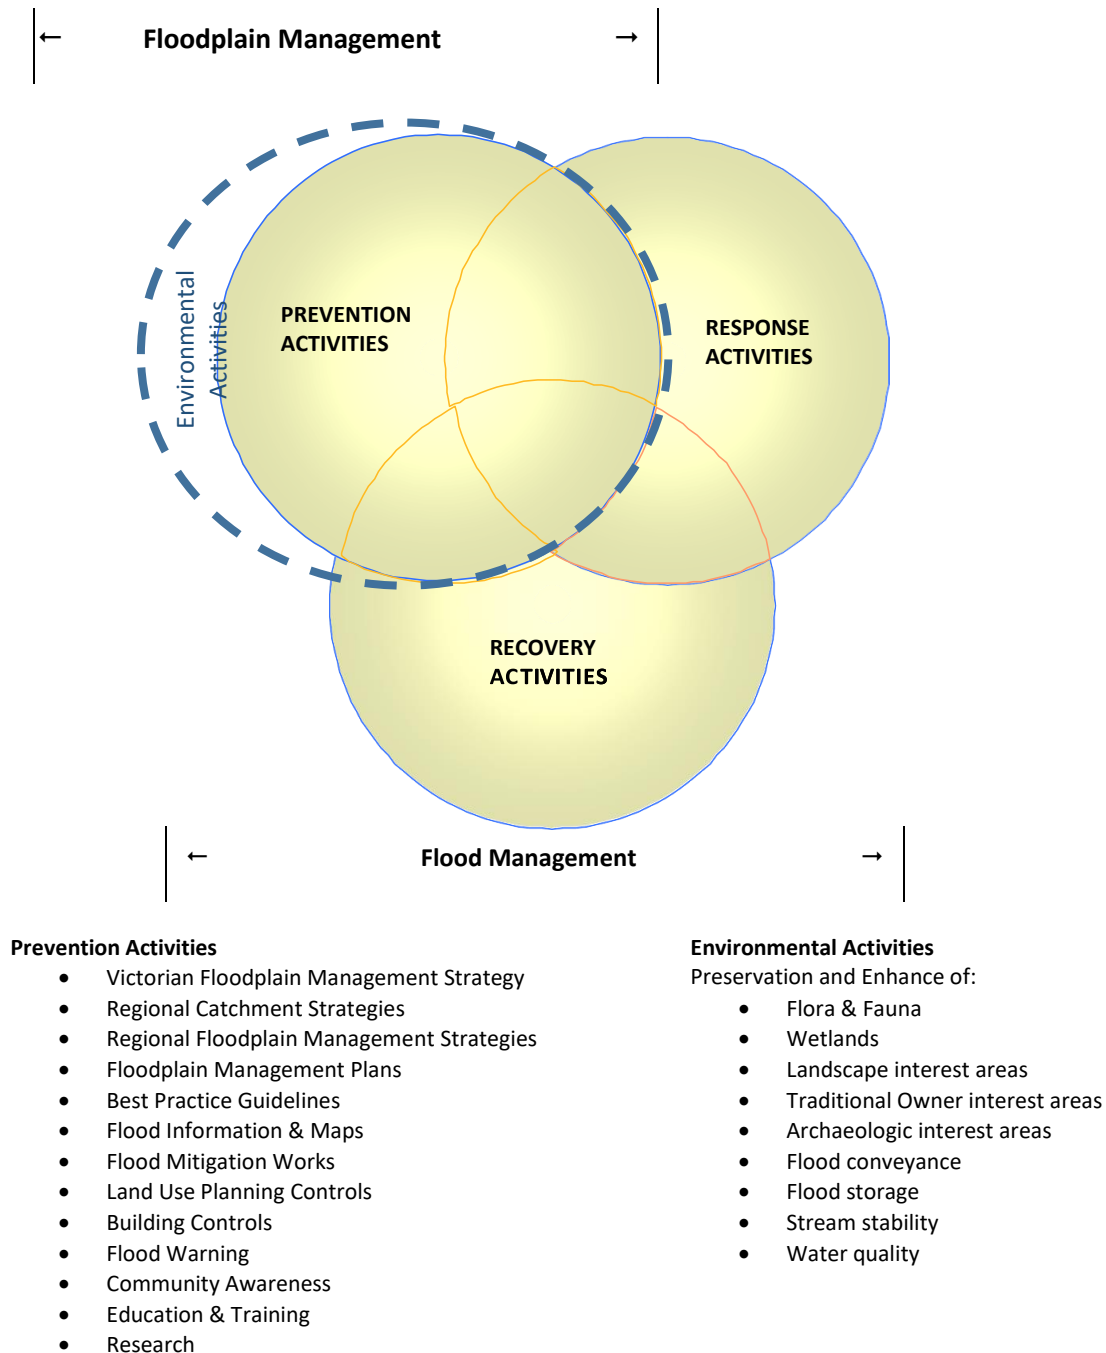 ← Floodplain Management →
Environmental
Activities
PREVENTION
ACTIVITIES
RESPONSE
ACTIVITIES
RECOVERY
ACTIVITIES
← Flood Management →
Prevention Activities
• Victorian Floodplain Management Strategy
• Regional Catchment Strategies
• Regional Floodplain Management Strategies
• Floodplain Management Plans
• Best Practice Guidelines
• Flood Information & Maps
• Flood Mitigation Works
• Land Use Planning Controls
• Building Controls
• Flood Warning
• Community Awareness
• Education & Training
• Research
Environmental Activities
Preservation and Enhance of:
• Flora & Fauna
• Wetlands
• Landscape interest areas
• Traditional Owner interest areas
• Archaeologic interest areas
• Flood conveyance
• Flood storage
• Stream stability
• Water quality